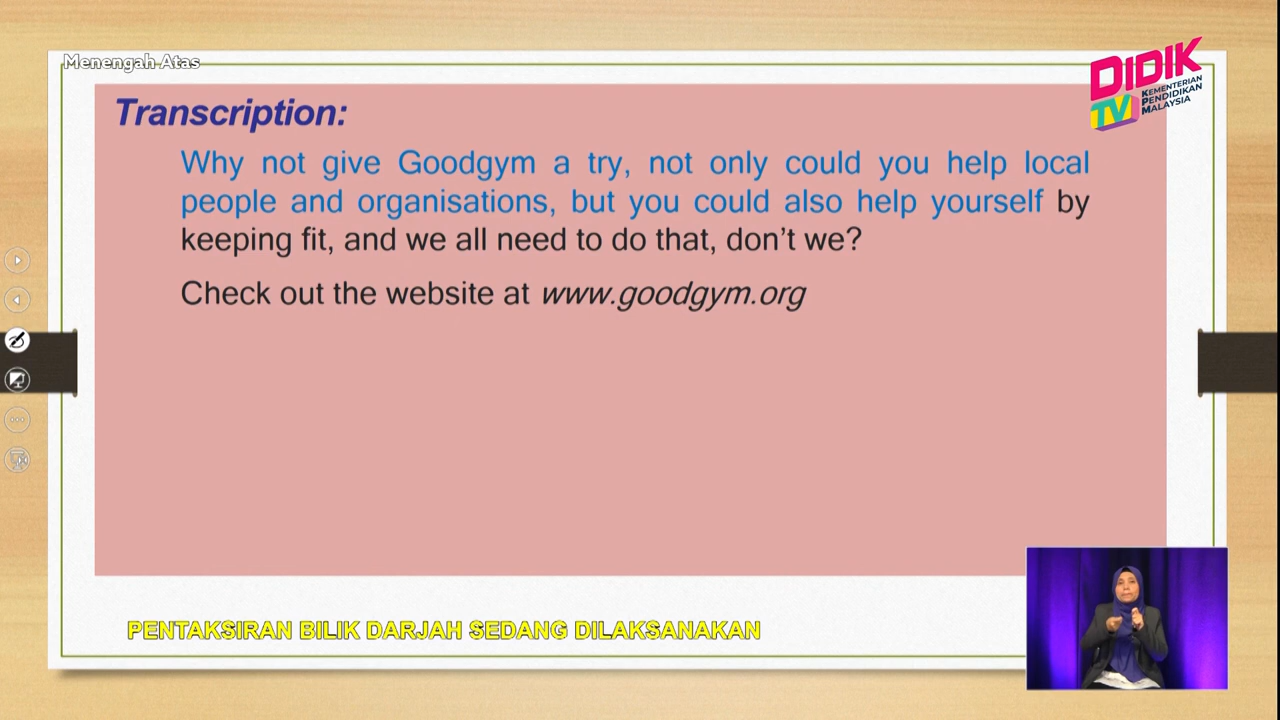 Menengah Atas
DIDIK
TV
KEMENTERIAN
PENDIDIKAN
MALAYSIA
Transcription:
Why not give Goodgym a try, not only could you help local
people and organisations, but you could also help yourself by
keeping fit, and we all need to do that, don't we?
Check out the website at www.goodgym.org
PENTAKSIRAN BILIK DARJAH SEDANG DILAKSANAKAN